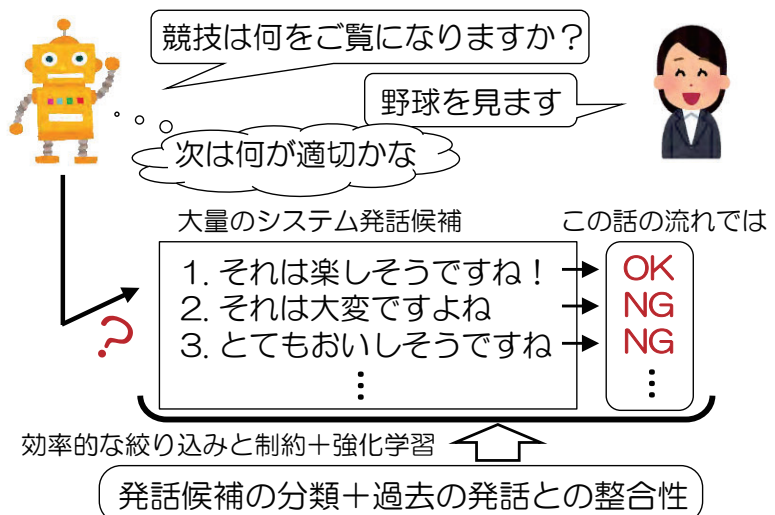 競技は何をご覧になりますか？
野球を見ます
次は何が適切かな
大量のシステム発話候補
この話の流れでは
1. それは楽しそうですね！
OK
2. それは大変ですよね
NG
3. とてもおいしそうですね
NG
?
効率的な絞り込みと制約＋強化学習
発話候補の分類＋過去の発話との整合性